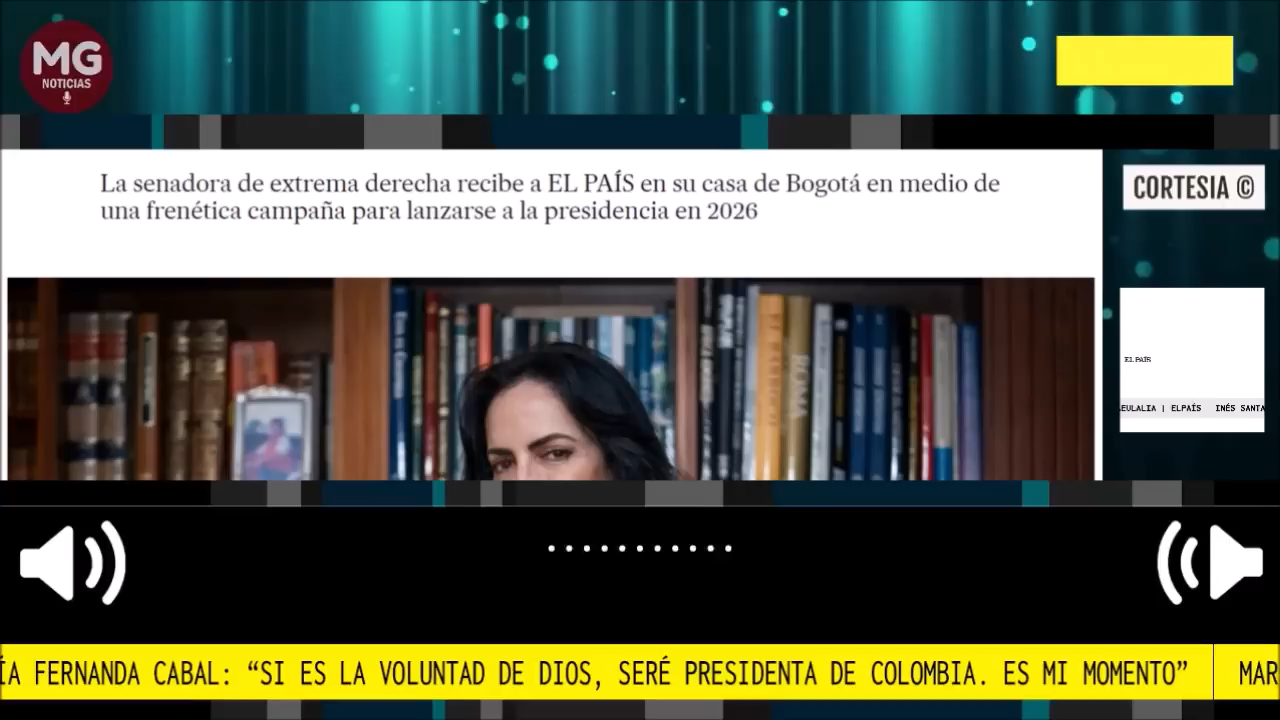 MG
NOTICIAS
La senadora de extrema derecha recibe a EL PAÍS en su casa de Bogotá en medio de
una frenética campaña para lanzarse a la presidencia en 2026
CORTESIA ©
EL PAÍS
EULALIA | ELPAÍS INÉS SANTA
ROMA
ÍA FERNANDA CABAL: “SI ES LA VOLUNTAD DE DIOS, SERÉ PRESIDENTA DE COLOMBIA. ES MI MOMENTO” MAR